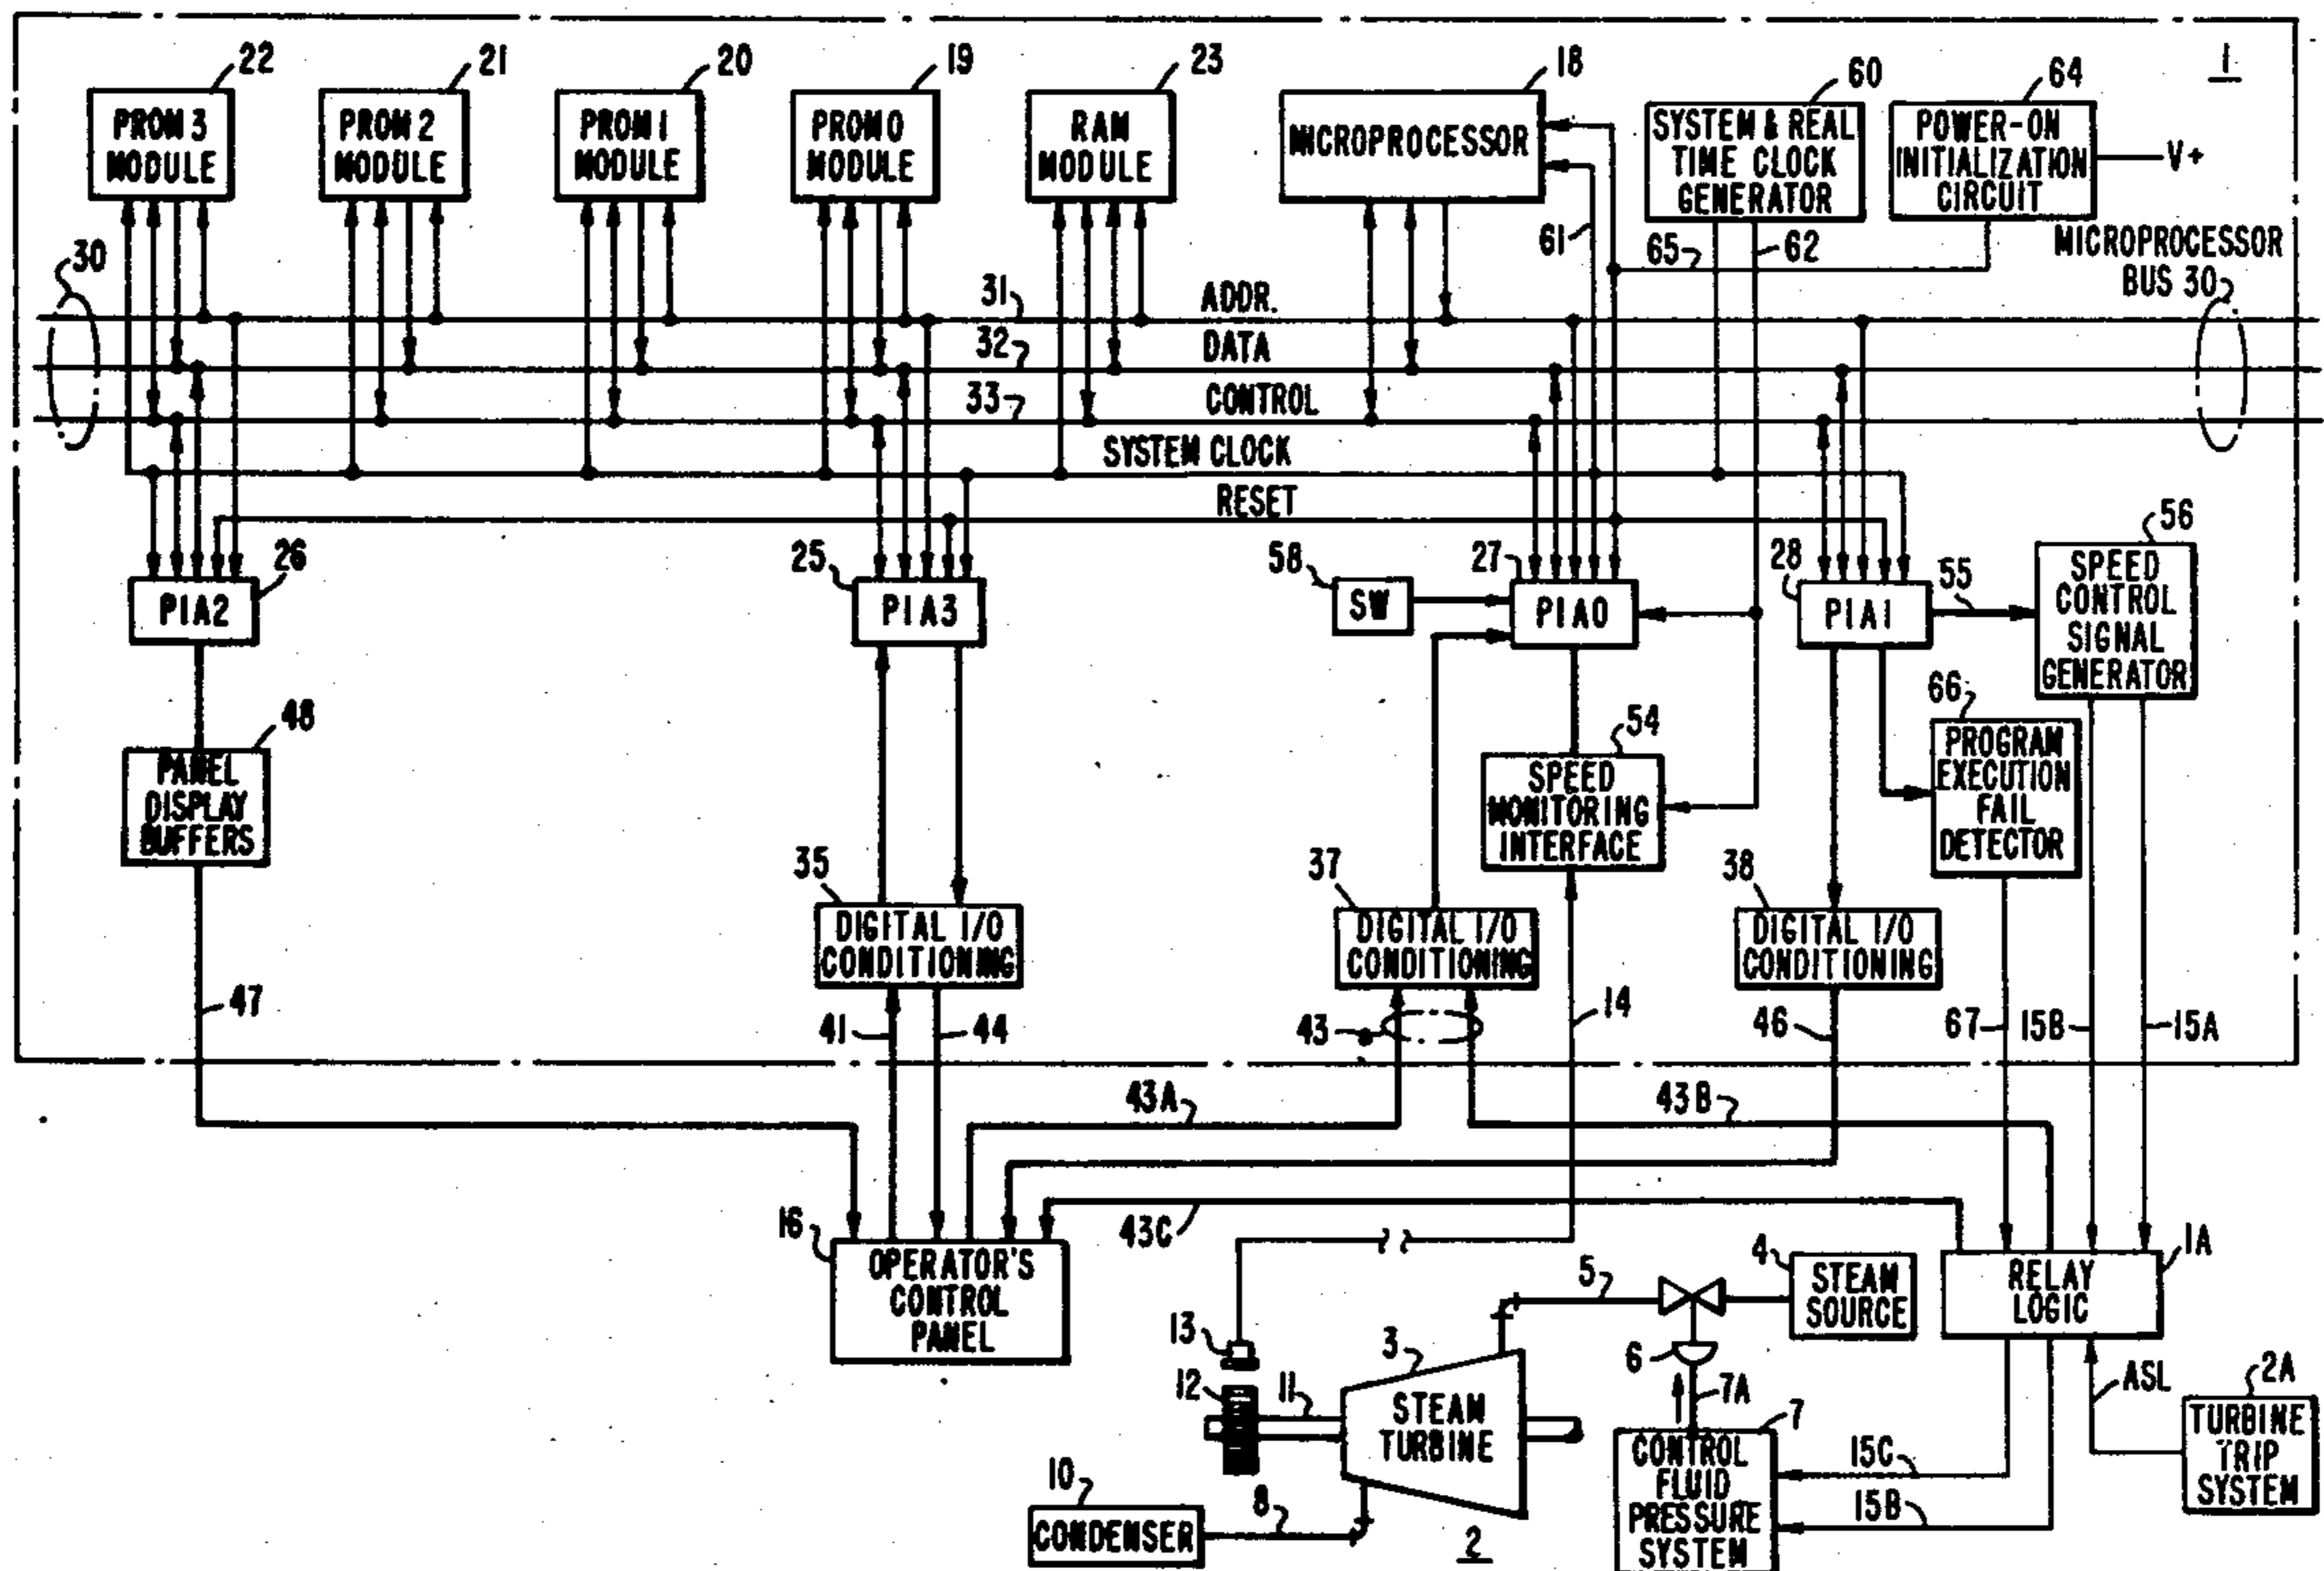 22
21
20
19
23
18
60
64
1
PROM 3
MODULE
PROM 2
MODULE
PROM 1
MODULE
PROM 0
MODULE
RAM
MODULE
MICROPROCESSOR
SYSTEM & REAL
TIME CLOCK
GENERATOR
POWER-ON
INITIALIZATION
CIRCUIT
V+
61
65
62
MICROPROCESSOR
BUS 30
30
31
ADDR.
32
DATA
33
CONTROL
SYSTEM CLOCK
RESET
26
PIA2
25
PIA3
58
SW
27
PIA0
28
PIA1
55
56
SPEED
CONTROL
SIGNAL
GENERATOR
48
PANEL
DISPLAY
BUFFERS
54
SPEED
MONITORING
INTERFACE
66
PROGRAM
EXECUTION
FAIL
DETECTOR
35
DIGITAL I/O
CONDITIONING
37
DIGITAL I/O
CONDITIONING
38
DIGITAL I/O
CONDITIONING
47
41
44
43
14
46
67
15B
15A
43A
43B
43C
16
OPERATOR'S
CONTROL
PANEL
13
12
11
3
STEAM
TURBINE
5
4
STEAM
SOURCE
6
7A
7
CONTROL
FLUID
PRESSURE
SYSTEM
1A
RELAY
LOGIC
ASL
2A
TURBINE
TRIP
SYSTEM
15C
15B
10
CONDENSER
8
2